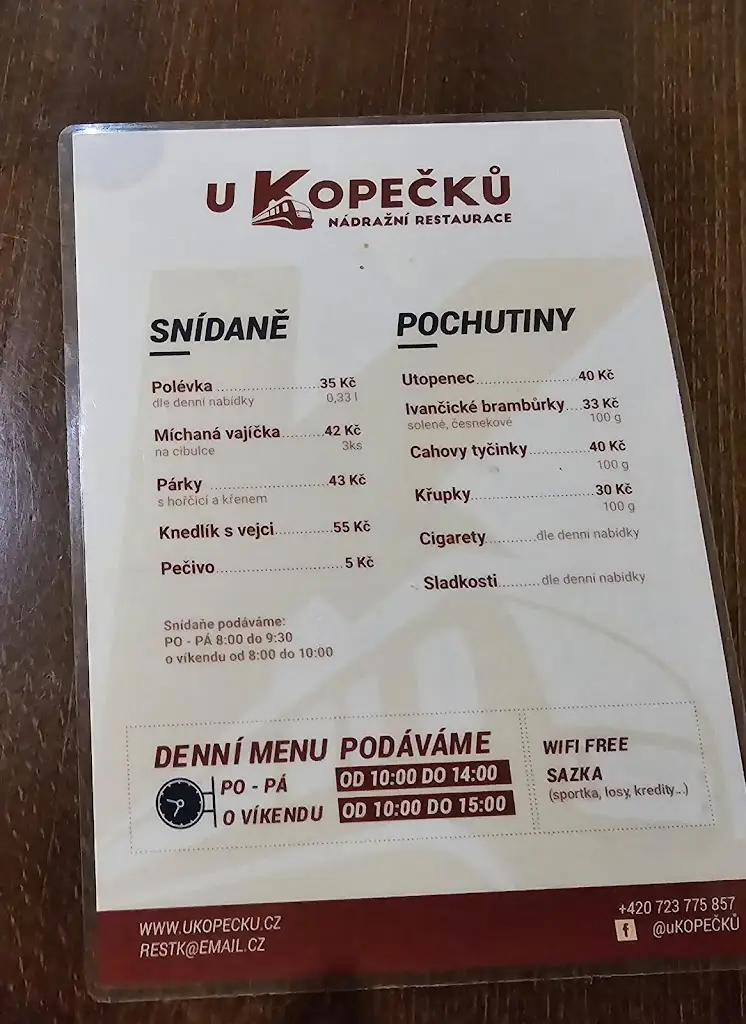 U KOPEČKŮ
NÁDRAŽNÍ RESTAURACE
SNÍDANĚ
Polévka....................35 Kč
dle denní nabídky 0,33 l
Míchaná vajíčka.........42 Kč
na cibulce 3ks
Párky.......................43 Kč
s hořčicí a křenem
Knedlík s vejci............55 Kč
Pečivo........................5 Kč
Snídaňe podáváme:
PO - PÁ 8:00 do 9:30
o víkendu od 8:00 do 10:00
POCHUTINY
Utopenec....................40 Kč
Ivančické brambůrky....33 Kč
solené, česnekové 100 g
Cahovy tyčinky............40 Kč
100 g
Křupky.......................30 Kč
100 g
Cigarety..........dle denní nabídky
Sladkosti.........dle denní nabídky
DENNÍ MENU PODÁVÁME
PO - PÁ OD 10:00 DO 14:00
O VÍKENDU OD 10:00 DO 15:00
WIFI FREE
SAZKA
(sportka, losy, kredity...)
WWW.UKOPECKU.CZ
RESTK@EMAIL.CZ
+420 723 775 857
f @uKOPEČKŮ